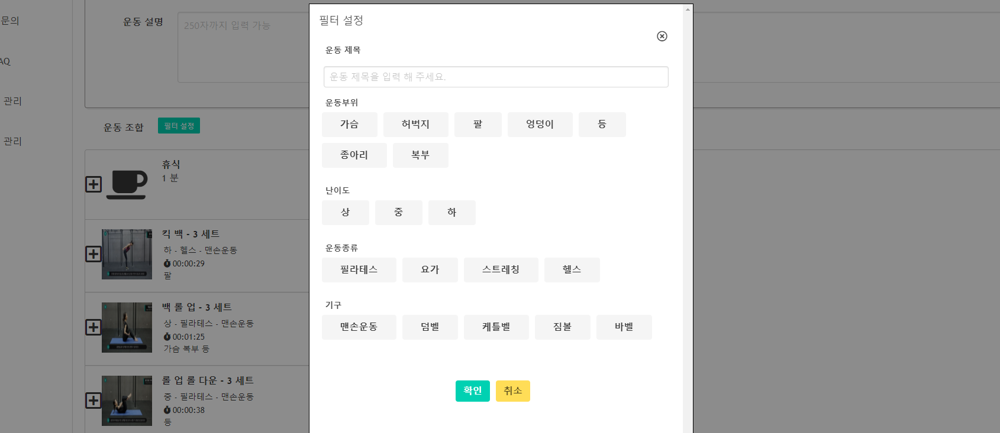 문의
AQ
관리
관리
운동 설명
250자까지 입력 가능
운동 조합
필터 설정
휴식
1 분
킥 백 - 3 세트
하 - 헬스 - 맨손운동
00:00:29
팔
백 롤 업 - 3 세트
상 - 필라테스 - 맨손운동
00:01:25
가슴 복부 등
롤 업 롤 다운 - 3 세트
중 - 필라테스 - 맨손운동
00:00:38
등
필터 설정
운동 제목
운동 제목을 입력 해 주세요.
운동부위
가슴 허벅지 팔 엉덩이 등
종아리 복부
난이도
상 중 하
운동종류
필라테스 요가 스트레칭 헬스
기구
맨손운동 덤벨 케틀벨 짐볼 바벨
확인 취소